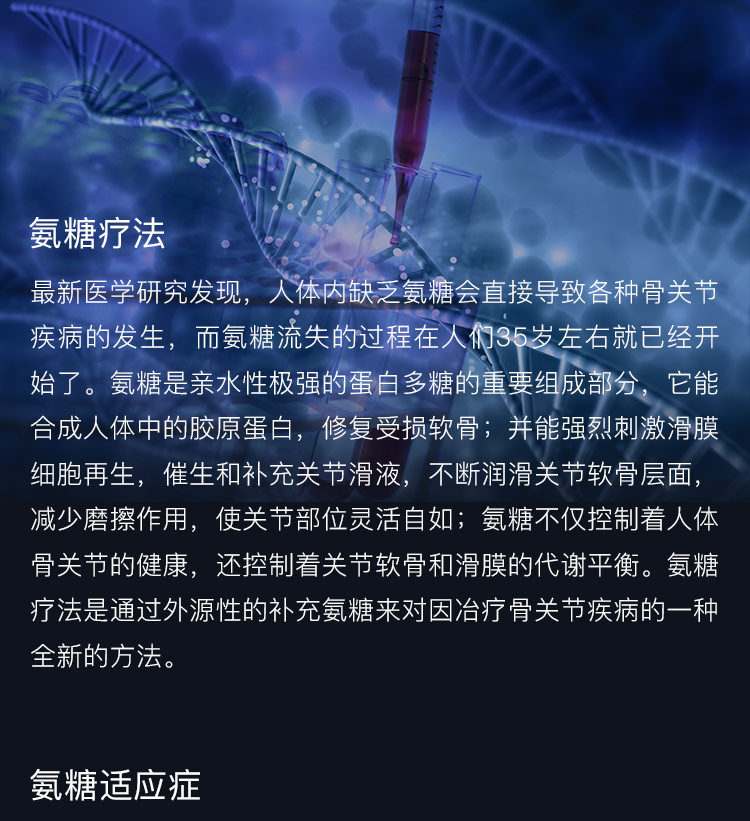 氨糖疗法
最新医学研究发现，人体内缺乏氨糖会直接导致各种骨关节
疾病的发生，而氨糖流失的过程在人们35岁左右就已经开
始了。氨糖是亲水性极强的蛋白多糖的重要组成部分，它能
合成人体中的胶原蛋白，修复受损软骨；并能强烈刺激滑膜
细胞再生，催生和补充关节滑液，不断润滑关节软骨层面，
减少磨擦作用，使关节部位灵活自如；氨糖不仅控制着人体
骨关节的健康，还控制着关节软骨和滑膜的代谢平衡。氨糖
疗法是通过外源性的补充氨糖来对因冶疗骨关节疾病的一种
全新的方法。
氨糖适应症